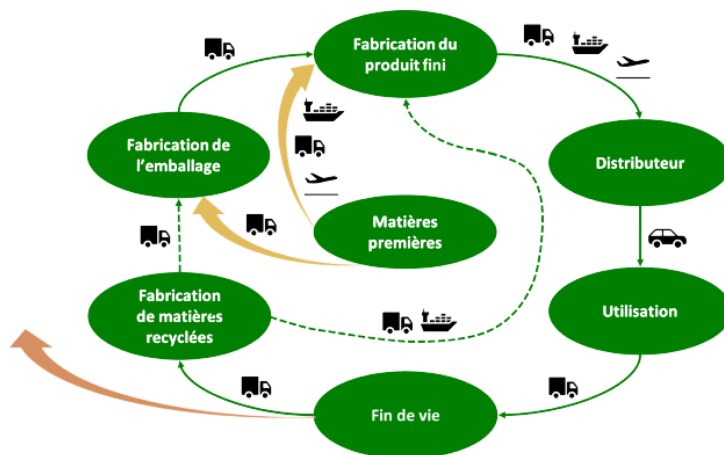 Fabrication du
produit fini
Fabrication de
l'emballage
Distributeur
Matières
premières
Fabrication
de matières
recyclées
Utilisation
Fin de vie